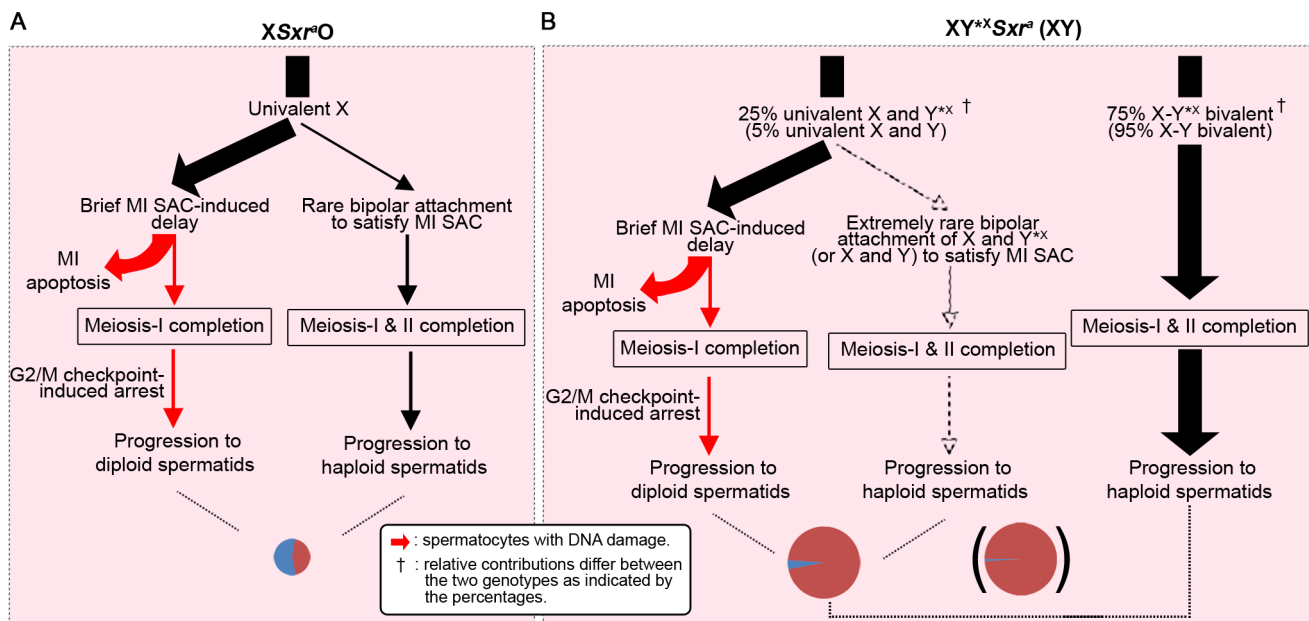 A
XSxrᵃO
Univalent X
Brief MI SAC-induced
delay
Rare bipolar attachment
to satisfy MI SAC
MI
apoptosis
Meiosis-I completion
Meiosis-I & II completion
G2/M checkpoint-
induced arrest
Progression to
diploid spermatids
Progression to
haploid spermatids
B
XY*ˣSxrᵃ (XY)
25% univalent X and Y*ˣ †
(5% univalent X and Y)
75% X-Y*ˣ bivalent †
(95% X-Y bivalent)
Brief MI SAC-induced
delay
Extremely rare bipolar
attachment of X and Y*ˣ
(or X and Y) to satisfy MI SAC
MI
apoptosis
Meiosis-I completion
Meiosis-I & II completion
Meiosis-I & II completion
G2/M checkpoint-
induced arrest
Progression to
diploid spermatids
Progression to
haploid spermatids
Progression to
haploid spermatids
( )
: spermatocytes with DNA damage.
† : relative contributions differ between
the two genotypes as indicated by
the percentages.